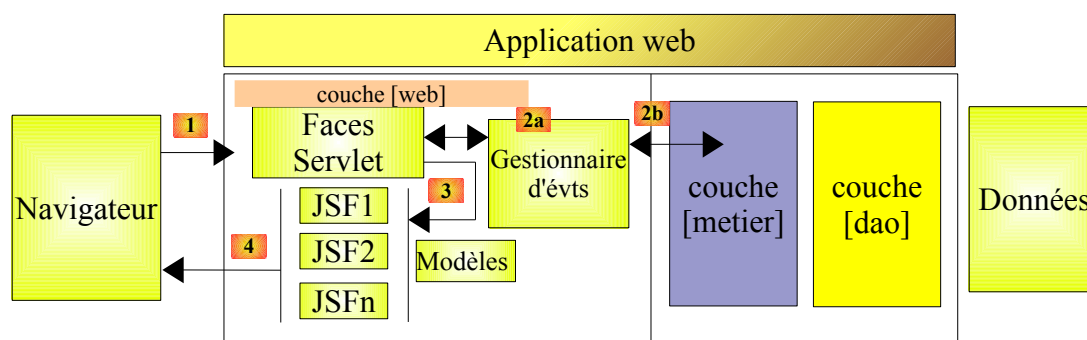 Application web
couche [web]
1
Faces
Servlet
2a
2b
Navigateur
Gestionnaire
d'évts
couche
[metier]
couche
[dao]
Données
3
JSF1
4
JSF2
Modèles
JSFn